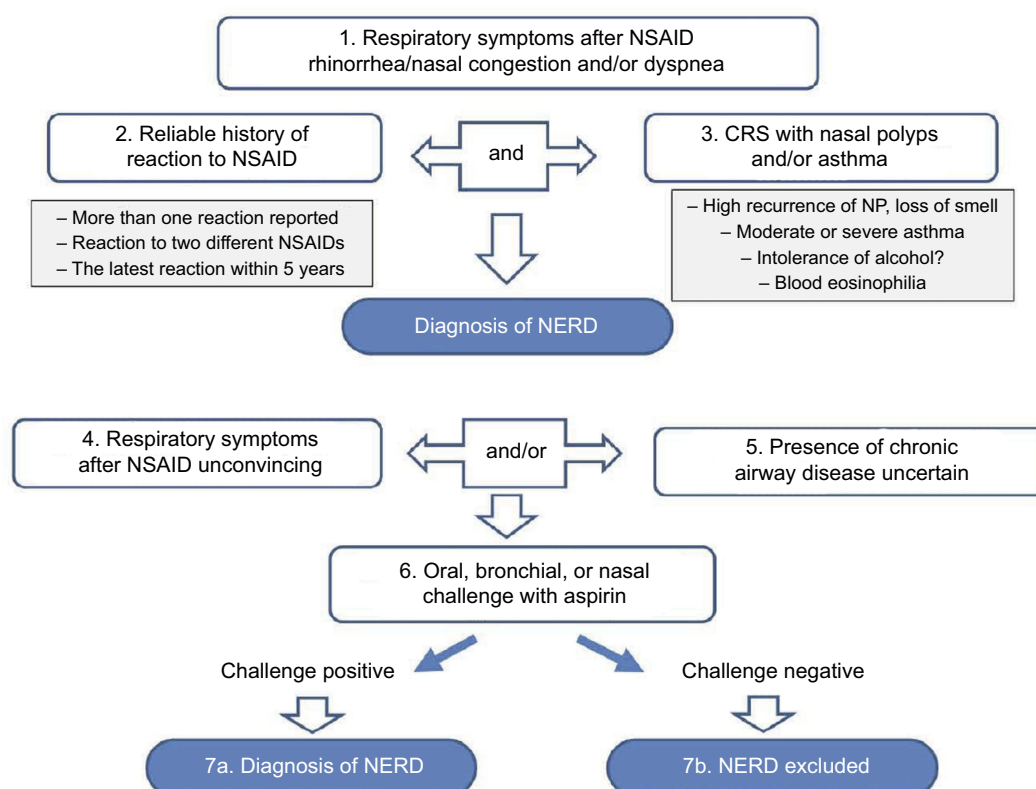 1. Respiratory symptoms after NSAID
rhinorrhea/nasal congestion and/or dyspnea
2. Reliable history of
reaction to NSAID
and
3. CRS with nasal polyps
and/or asthma
– More than one reaction reported
– Reaction to two different NSAIDs
– The latest reaction within 5 years
– High recurrence of NP, loss of smell
– Moderate or severe asthma
– Intolerance of alcohol?
– Blood eosinophilia
Diagnosis of NERD
4. Respiratory symptoms
after NSAID unconvincing
and/or
5. Presence of chronic
airway disease uncertain
6. Oral, bronchial, or nasal
challenge with aspirin
Challenge positive
Challenge negative
7a. Diagnosis of NERD
7b. NERD excluded